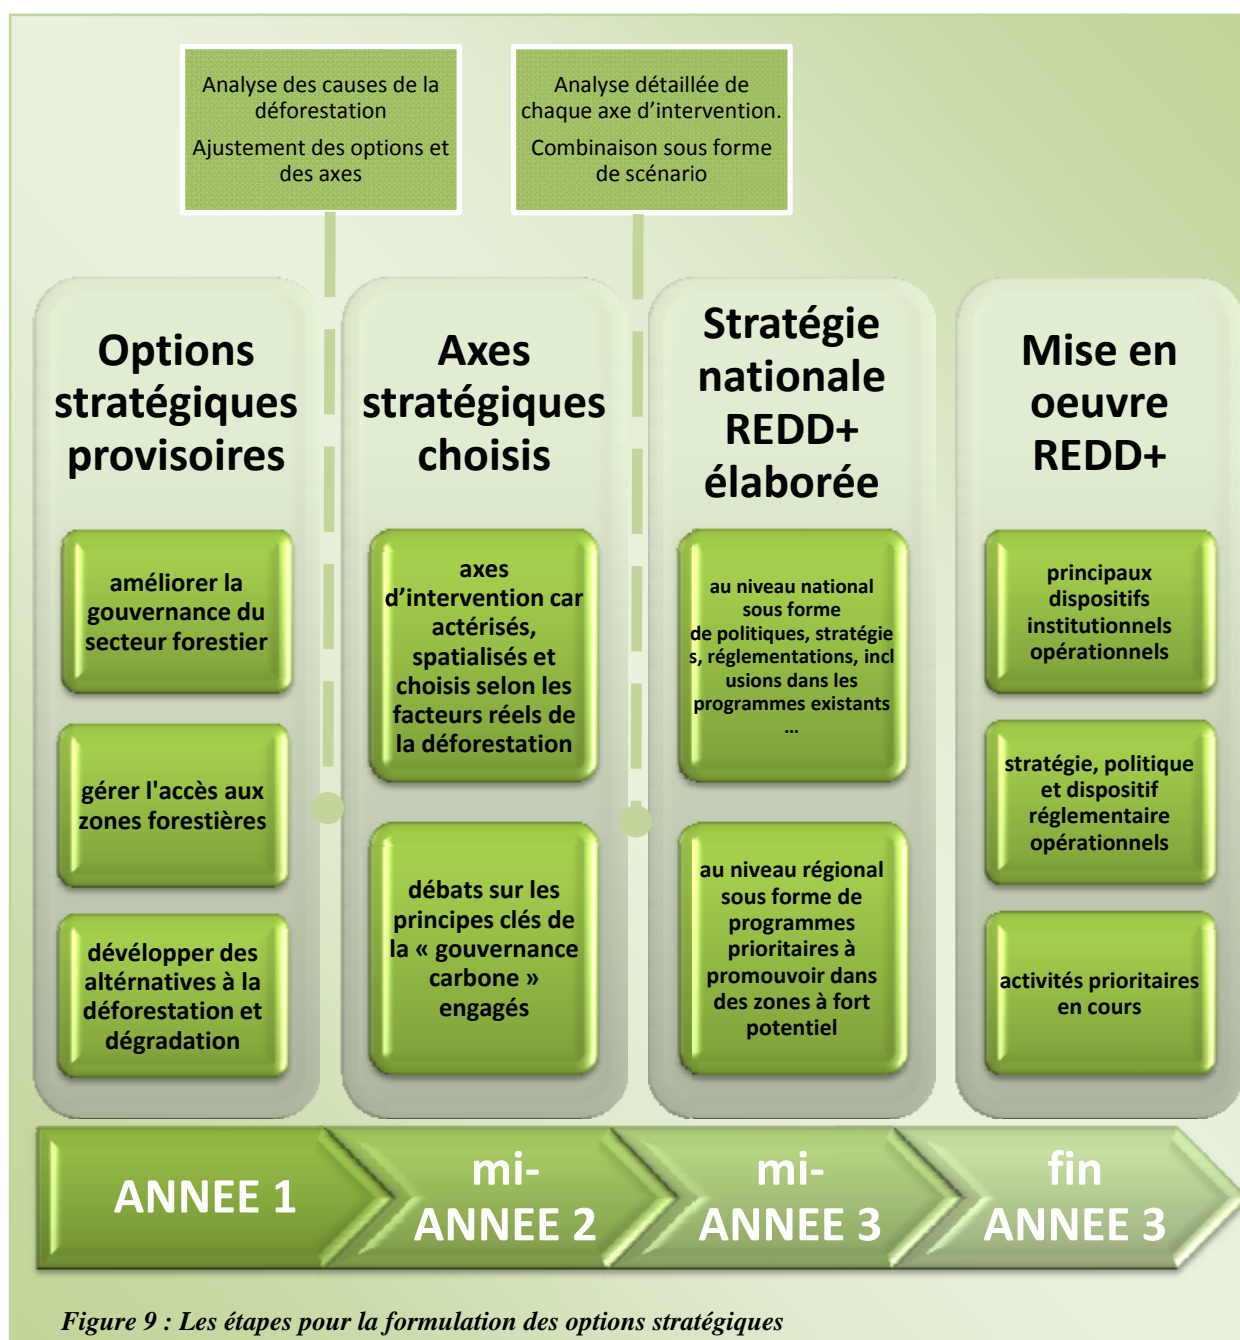 Analyse des causes de la
déforestation
Ajustement des options et
des axes
Analyse détaillée de
chaque axe d'intervention.
Combinaison sous forme
de scénario
Options
stratégiques
provisoires
améliorer la
gouvernance du
secteur forestier
gérer l'accès aux
zones forestières
dévélopper des
altérnatives à la
déforestation et
dégradation
Axes
stratégiques
choisis
axes
d'intervention car
actérisés,
spatialisés et
choisis selon les
facteurs réels de
la déforestation
débats sur les
principes clés de
la « gouvernance
carbone »
engagés
Stratégie
nationale
REDD+
élaborée
au niveau national
sous forme
de politiques, stratégie
s, réglementations, incl
usions dans les
programmes existants
...
au niveau régional
sous forme de
programmes
prioritaires à
promouvoir dans
des zones à fort
potentiel
Mise en
oeuvre
REDD+
principaux
dispositifs
institutionnels
opérationnels
stratégie, politique
et dispositif
réglementaire
opérationnels
activités prioritaires
en cours
ANNEE 1
mi-
ANNEE 2
mi-
ANNEE 3
fin
ANNEE 3
Figure 9 : Les étapes pour la formulation des options stratégiques